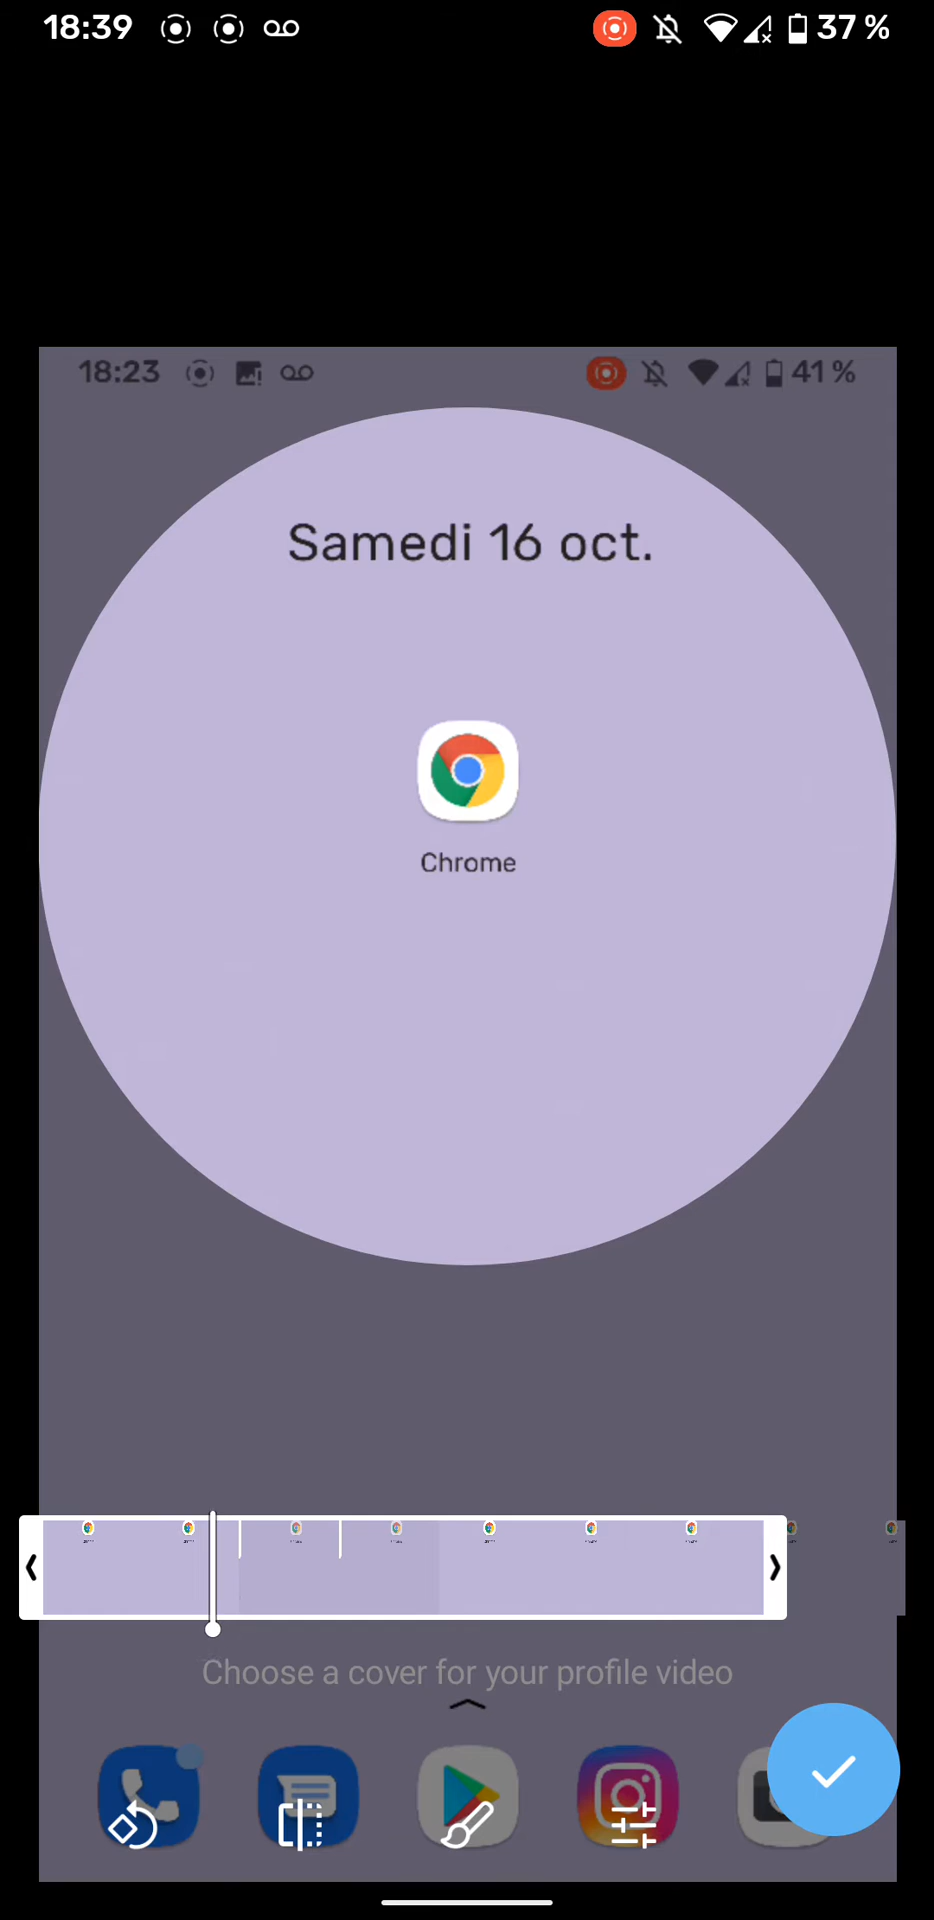 18:39
37 %
18:23
41 %
Samedi 16 oct.
Chrome
Choose a cover for your profile video